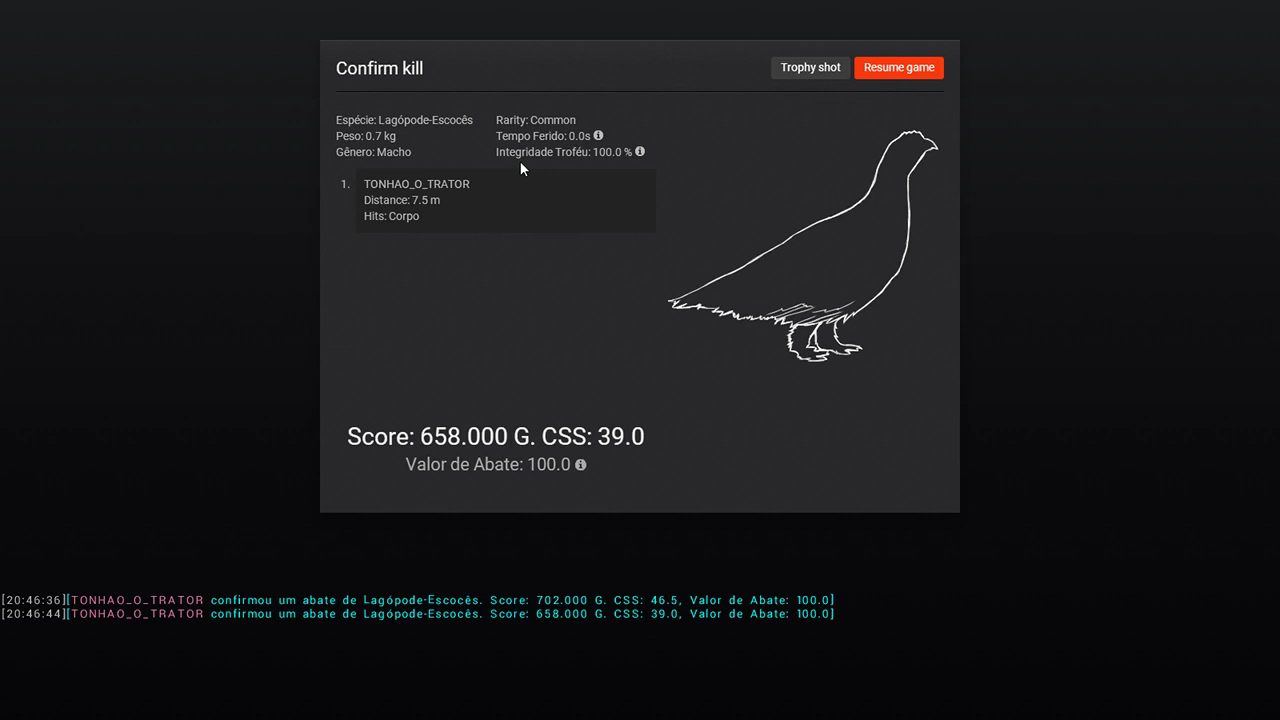 Confirm kill
Trophy shot
Resume game
Espécie: Lagópode-Escocês
Peso: 0.7 kg
Gênero: Macho
Rarity: Common
Tempo Ferido: 0.0s
Integridade Troféu: 100.0 %
1. TONHAO_O_TRATOR
Distance: 7.5 m
Hits: Corpo
Score: 658.000 G. CSS: 39.0
Valor de Abate: 100.0
[20:46:36][TONHAO_O_TRATOR confirmou um abate de Lagópode-Escocês. Score: 702.000 G. CSS: 46.5, Valor de Abate: 100.0]
[20:46:44][TONHAO_O_TRATOR confirmou um abate de Lagópode-Escocês. Score: 658.000 G. CSS: 39.0, Valor de Abate: 100.0]